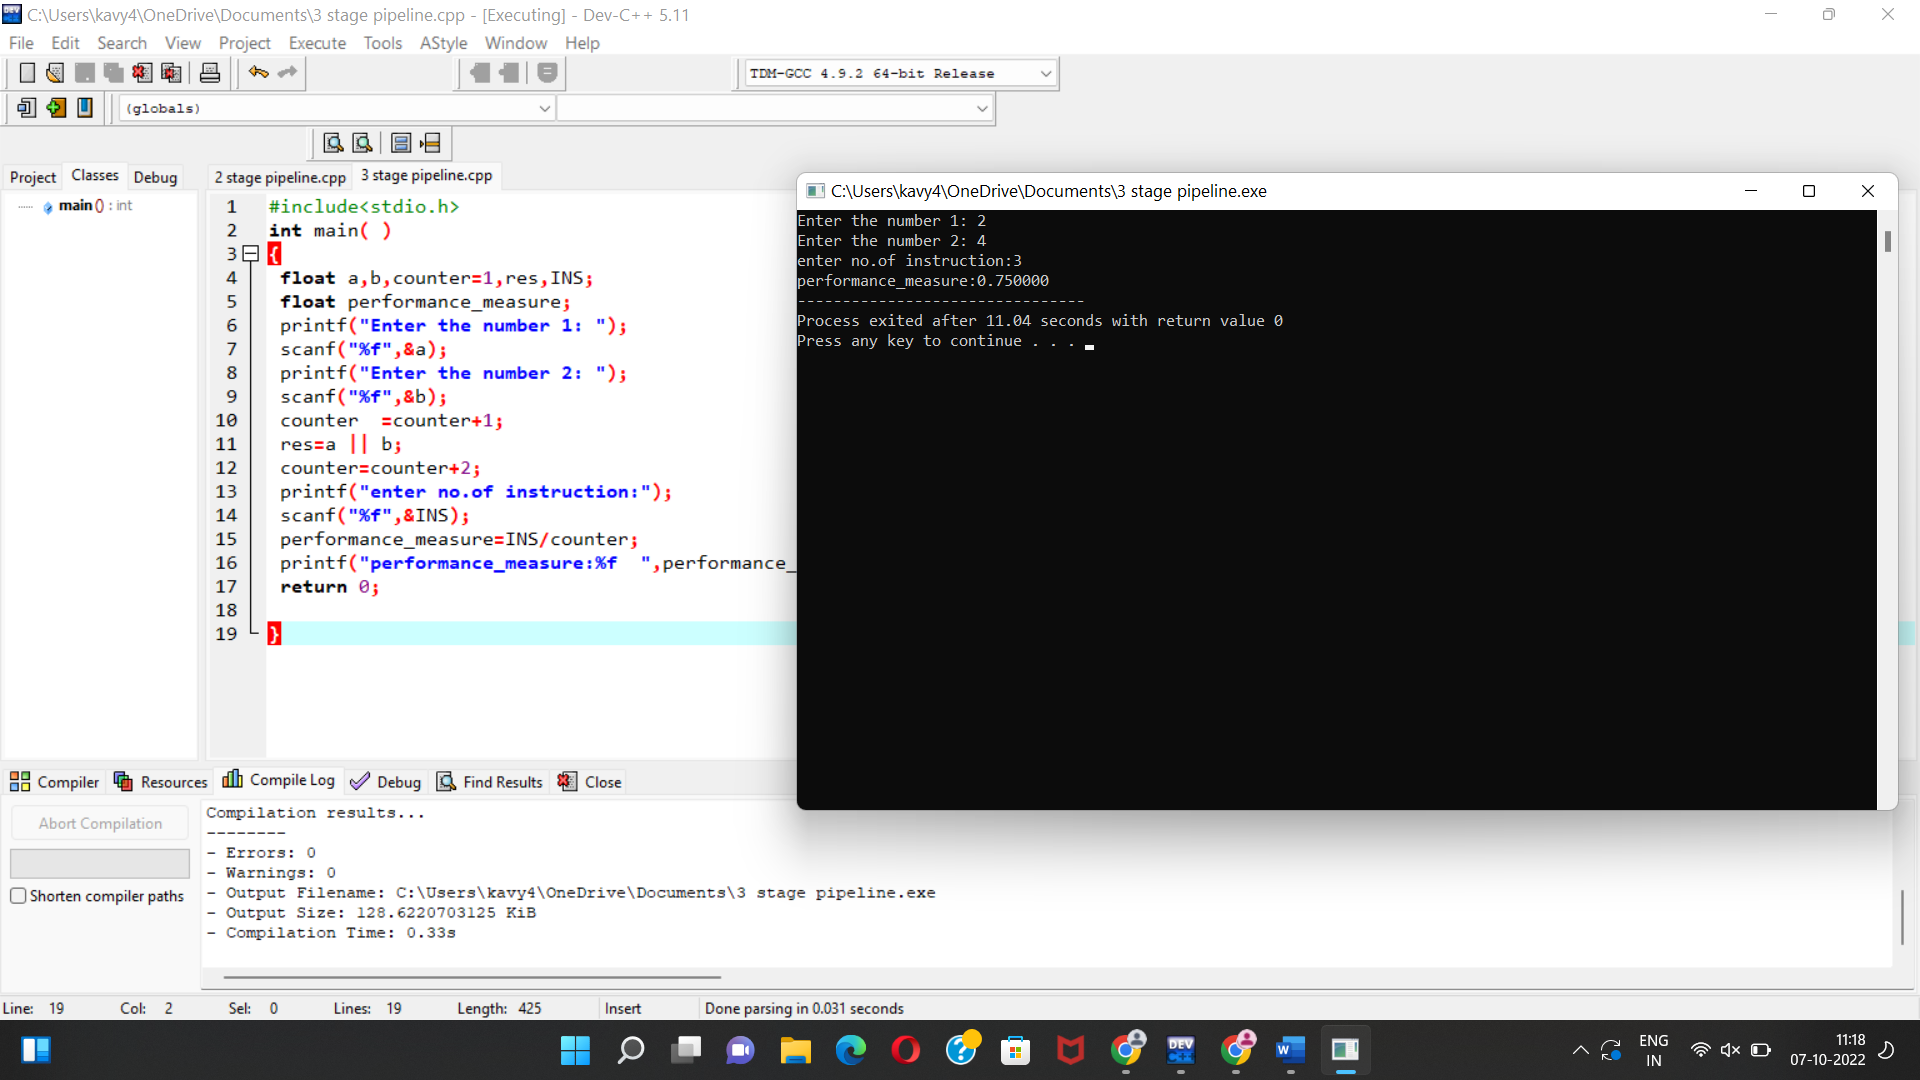 C:\Users\kavy4\OneDrive\Documents\3 stage pipeline.cpp - [Executing] - Dev-C++ 5.11
File Edit Search View Project Execute Tools AStyle Window Help
TDM-GCC 4.9.2 64-bit Release
(globals)
Project Classes Debug
main () : int
2 stage pipeline.cpp 3 stage pipeline.cpp
1 #include<stdio.h>
2 int main( )
3 {
4 float a,b,counter=1,res,INS;
5 float performance_measure;
6 printf("Enter the number 1: ");
7 scanf("%f",&a);
8 printf("Enter the number 2: ");
9 scanf("%f",&b);
10 counter  =counter+1;
11 res=a || b;
12 counter=counter+2;
13 printf("enter no.of instruction:");
14 scanf("%f",&INS);
15 performance_measure=INS/counter;
16 printf("performance_measure:%f  ",performance_
17 return 0;
18
19 }
C:\Users\kavy4\OneDrive\Documents\3 stage pipeline.exe
Enter the number 1: 2
Enter the number 2: 4
enter no.of instruction:3
performance_measure:0.750000
--------------------------------
Process exited after 11.04 seconds with return value 0
Press any key to continue . . .
Compiler Resources Compile Log Debug Find Results Close
Abort Compilation
Shorten compiler paths
Compilation results...
--------
- Errors: 0
- Warnings: 0
- Output Filename: C:\Users\kavy4\OneDrive\Documents\3 stage pipeline.exe
- Output Size: 128.6220703125 KiB
- Compilation Time: 0.33s
Line: 19 Col: 2 Sel: 0 Lines: 19 Length: 425 Insert Done parsing in 0.031 seconds
DEV C++
ENG
IN
11:18
07-10-2022